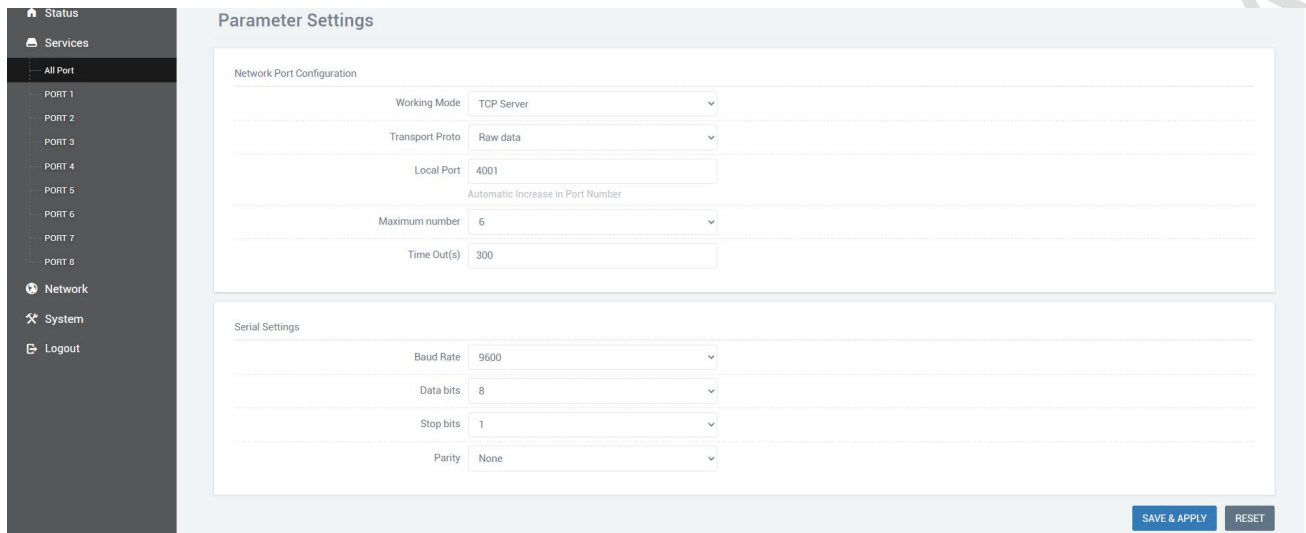 Status
Services
All Port
PORT 1
PORT 2
PORT 3
PORT 4
PORT 5
PORT 6
PORT 7
PORT 8
Network
System
Logout
Parameter Settings
Network Port Configuration
Working Mode TCP Server
Transport Proto Raw data
Local Port 4001
Automatic Increase in Port Number
Maximum number 6
Time Out(s) 300
Serial Settings
Baud Rate 9600
Data bits 8
Stop bits 1
Parity None
SAVE & APPLY RESET